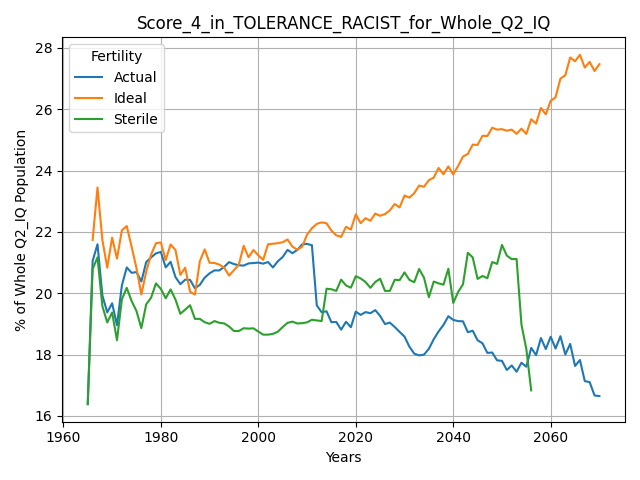 Score_4_in_TOLERANCE_RACIST_for_Whole_Q2_IQ
Fertility
Actual
Ideal
Sterile
% of Whole Q2_IQ Population
28
26
24
22
20
18
16
1960
1980
2000
2020
2040
2060
Years